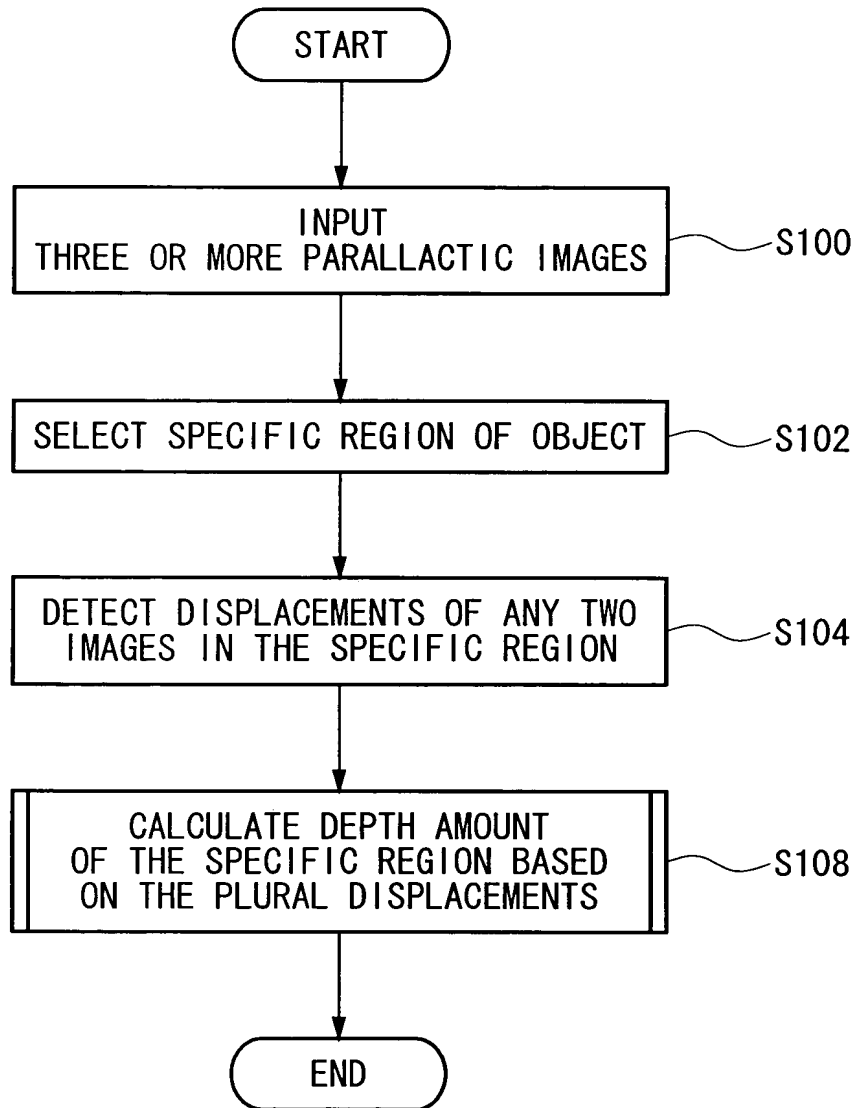 START
INPUT
THREE OR MORE PARALLACTIC IMAGES
S100
SELECT SPECIFIC REGION OF OBJECT
S102
DETECT DISPLACEMENTS OF ANY TWO
IMAGES IN THE SPECIFIC REGION
S104
CALCULATE DEPTH AMOUNT
OF THE SPECIFIC REGION BASED
ON THE PLURAL DISPLACEMENTS
S108
END